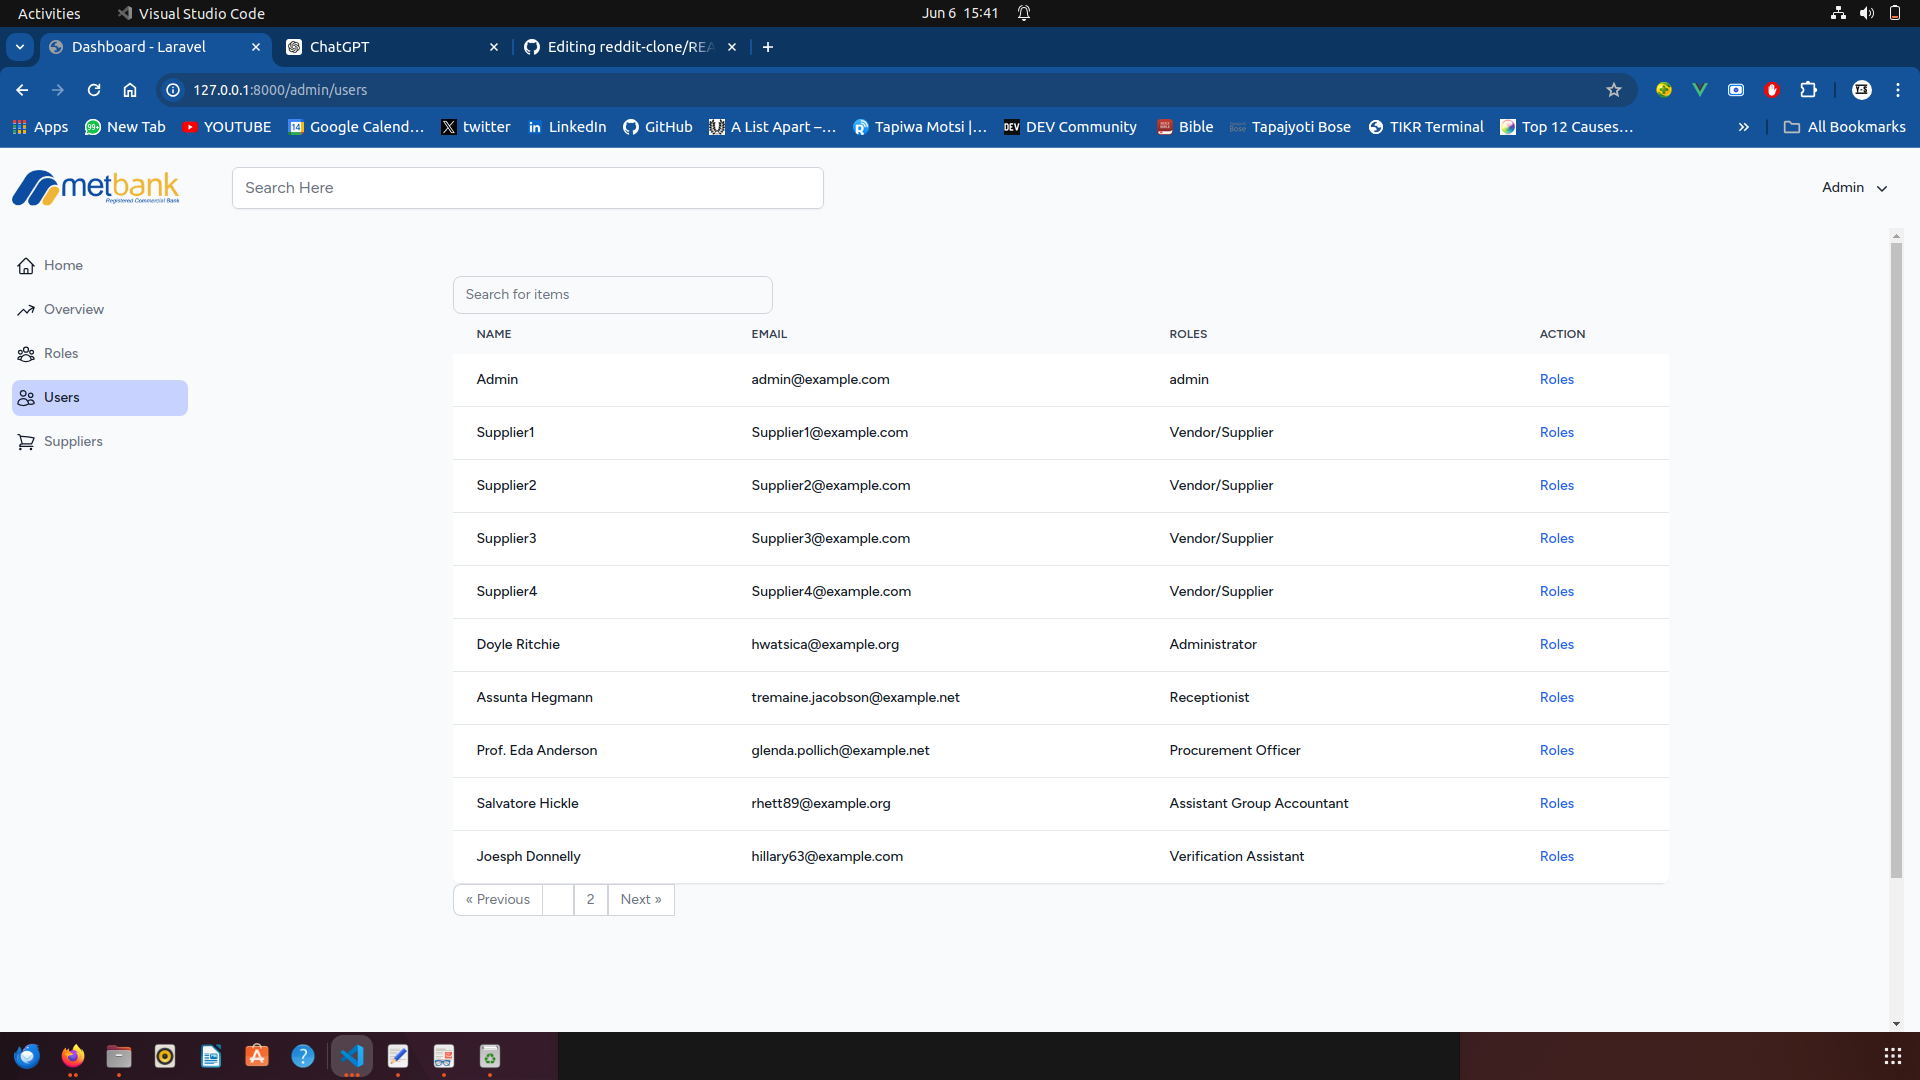 Activities Visual Studio Code Jun 6 15:41
Dashboard - Laravel ChatGPT Editing reddit-clone/REA
127.0.0.1:8000/admin/users
Apps New Tab YOUTUBE Google Calend… twitter LinkedIn GitHub A List Apart –… Tapiwa Motsi |… DEV Community Bible Tapajyoti Bose TIKR Terminal Top 12 Causes… » All Bookmarks
metbank Search Here Admin
Registered Commercial Bank
Home
Overview
Roles
Users
Suppliers
Search for items
NAME EMAIL ROLES ACTION
Admin admin@example.com admin Roles
Supplier1 Supplier1@example.com Vendor/Supplier Roles
Supplier2 Supplier2@example.com Vendor/Supplier Roles
Supplier3 Supplier3@example.com Vendor/Supplier Roles
Supplier4 Supplier4@example.com Vendor/Supplier Roles
Doyle Ritchie hwatsica@example.org Administrator Roles
Assunta Hegmann tremaine.jacobson@example.net Receptionist Roles
Prof. Eda Anderson glenda.pollich@example.net Procurement Officer Roles
Salvatore Hickle rhett89@example.org Assistant Group Accountant Roles
Joesph Donnelly hillary63@example.com Verification Assistant Roles
« Previous 2 Next »